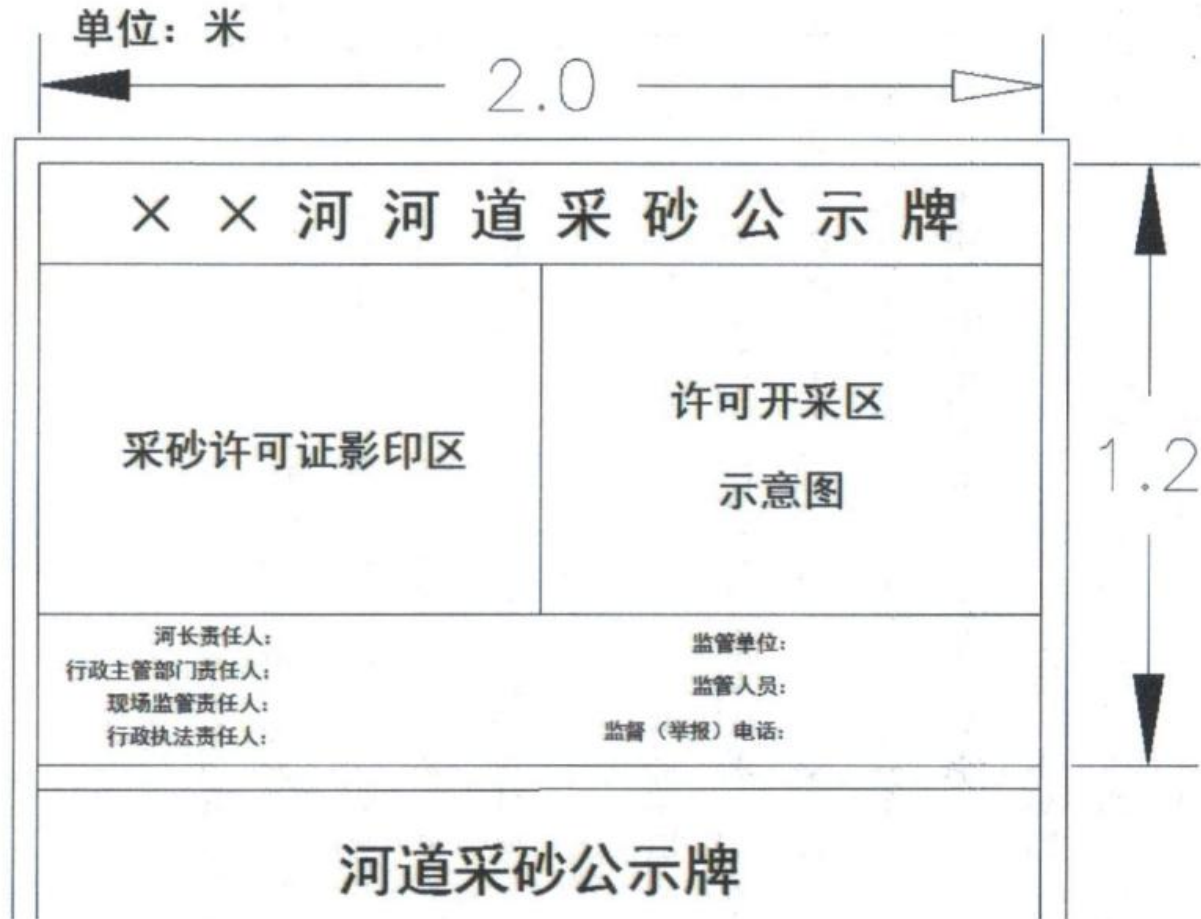 单位：米
2.0
××河河道采砂公示牌
采砂许可证影印区
许可开采区
示意图
1.2
河长责任人：
行政主管部门责任人：
现场监管责任人：
行政执法责任人：
监管单位：
监管人员：
监督（举报）电话：
河道采砂公示牌